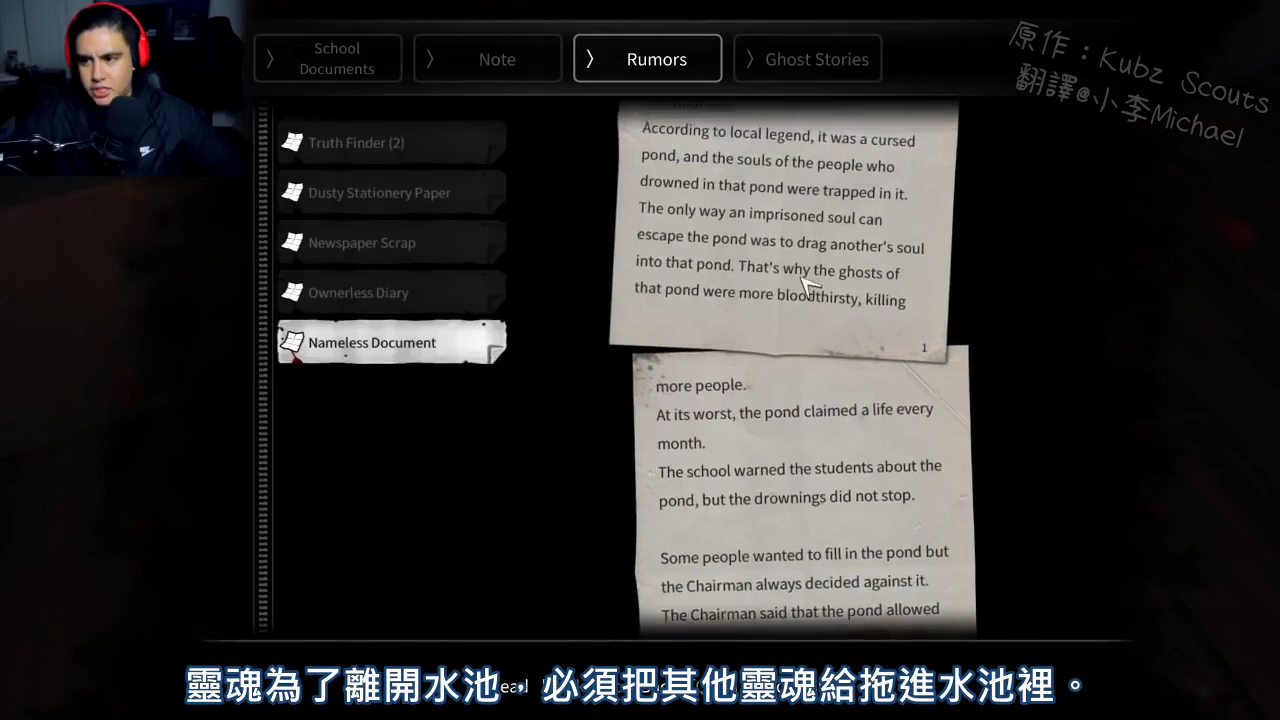 School
Documents
Note
Rumors
Ghost Stories
原作：Kubz Scouts
翻譯@小李Michael
Truth Finder (2)
Dusty Stationery Paper
Newspaper Scrap
Ownerless Diary
Nameless Document
According to local legend, it was a cursed
pond, and the souls of the people who
drowned in that pond were trapped in it.
The only way an imprisoned soul can
escape the pond was to drag another's soul
into that pond. That's why the ghosts of
that pond were more bloodthirsty, killing
1
more people.
At its worst, the pond claimed a life every
month.
The school warned the students about the
pond, but the drownings did not stop.
Some people wanted to fill in the pond but
the Chairman always decided against it.
The Chairman said that the pond allowed
靈魂為了離開水池，必須把其他靈魂給拖進水池裡。